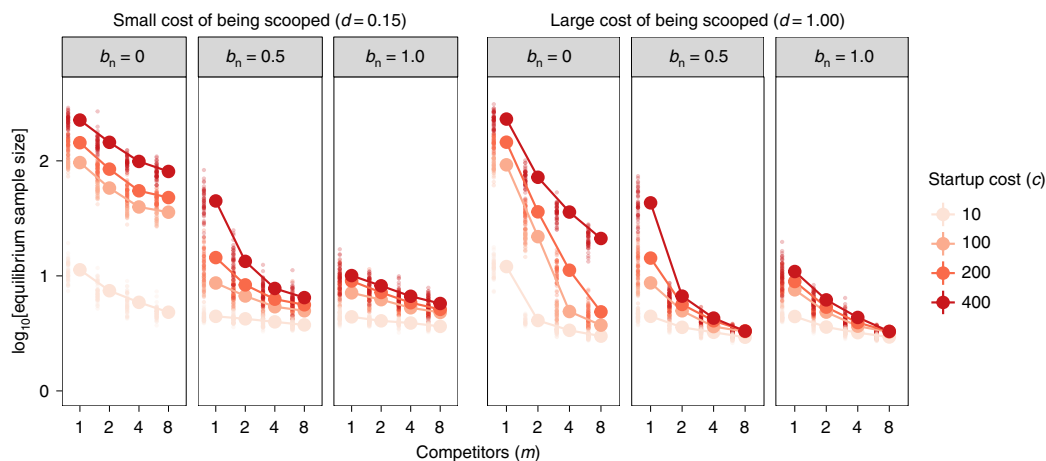 Small cost of being scooped (d = 0.15)
Large cost of being scooped (d = 1.00)
bn = 0
bn = 0.5
bn = 1.0
bn = 0
bn = 0.5
bn = 1.0
log10[equilibrium sample size]
2
1
0
Startup cost (c)
10
100
200
400
1 2 4 8
1 2 4 8
1 2 4 8
1 2 4 8
1 2 4 8
1 2 4 8
Competitors (m)